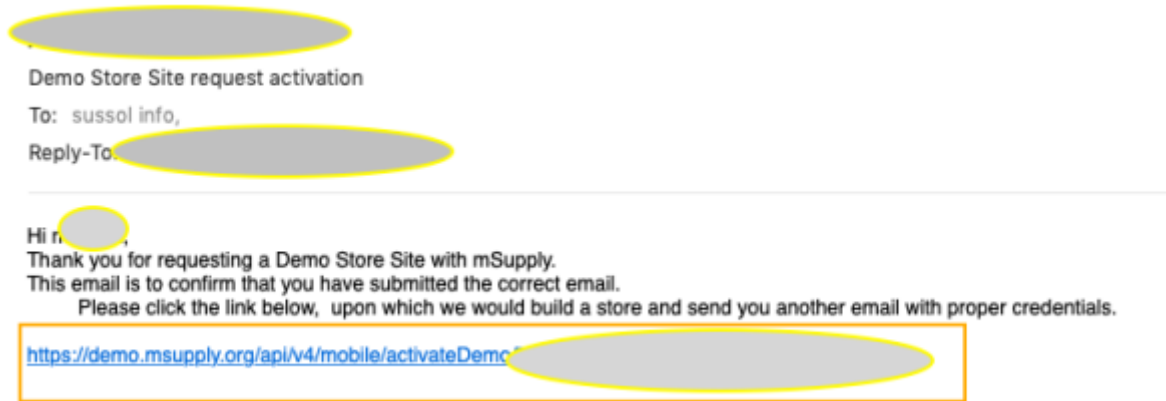 Demo Store Site request activation
To: sussol info,
Reply-To:
Hi
Thank you for requesting a Demo Store Site with mSupply.
This email is to confirm that you have submitted the correct email.
Please click the link below, upon which we would build a store and send you another email with proper credentials.
https://demo.msupply.org/api/v4/mobile/activateDemo